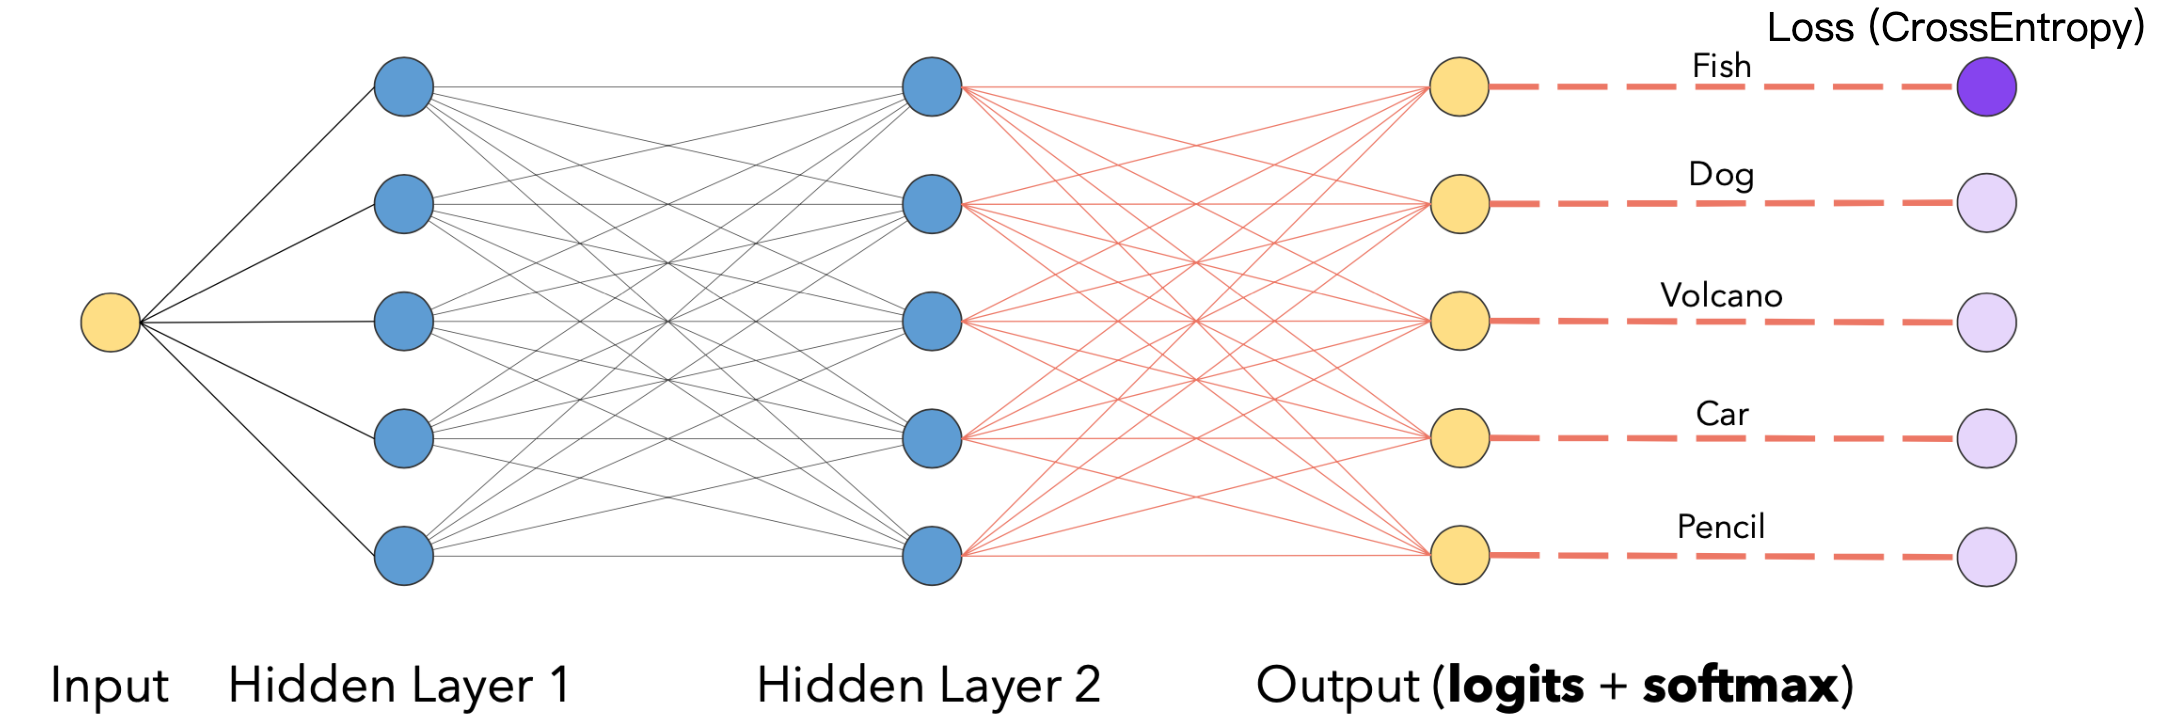 Loss (CrossEntropy)
Fish
Dog
Volcano
Car
Pencil
Input
Hidden Layer 1
Hidden Layer 2
Output (logits + softmax)